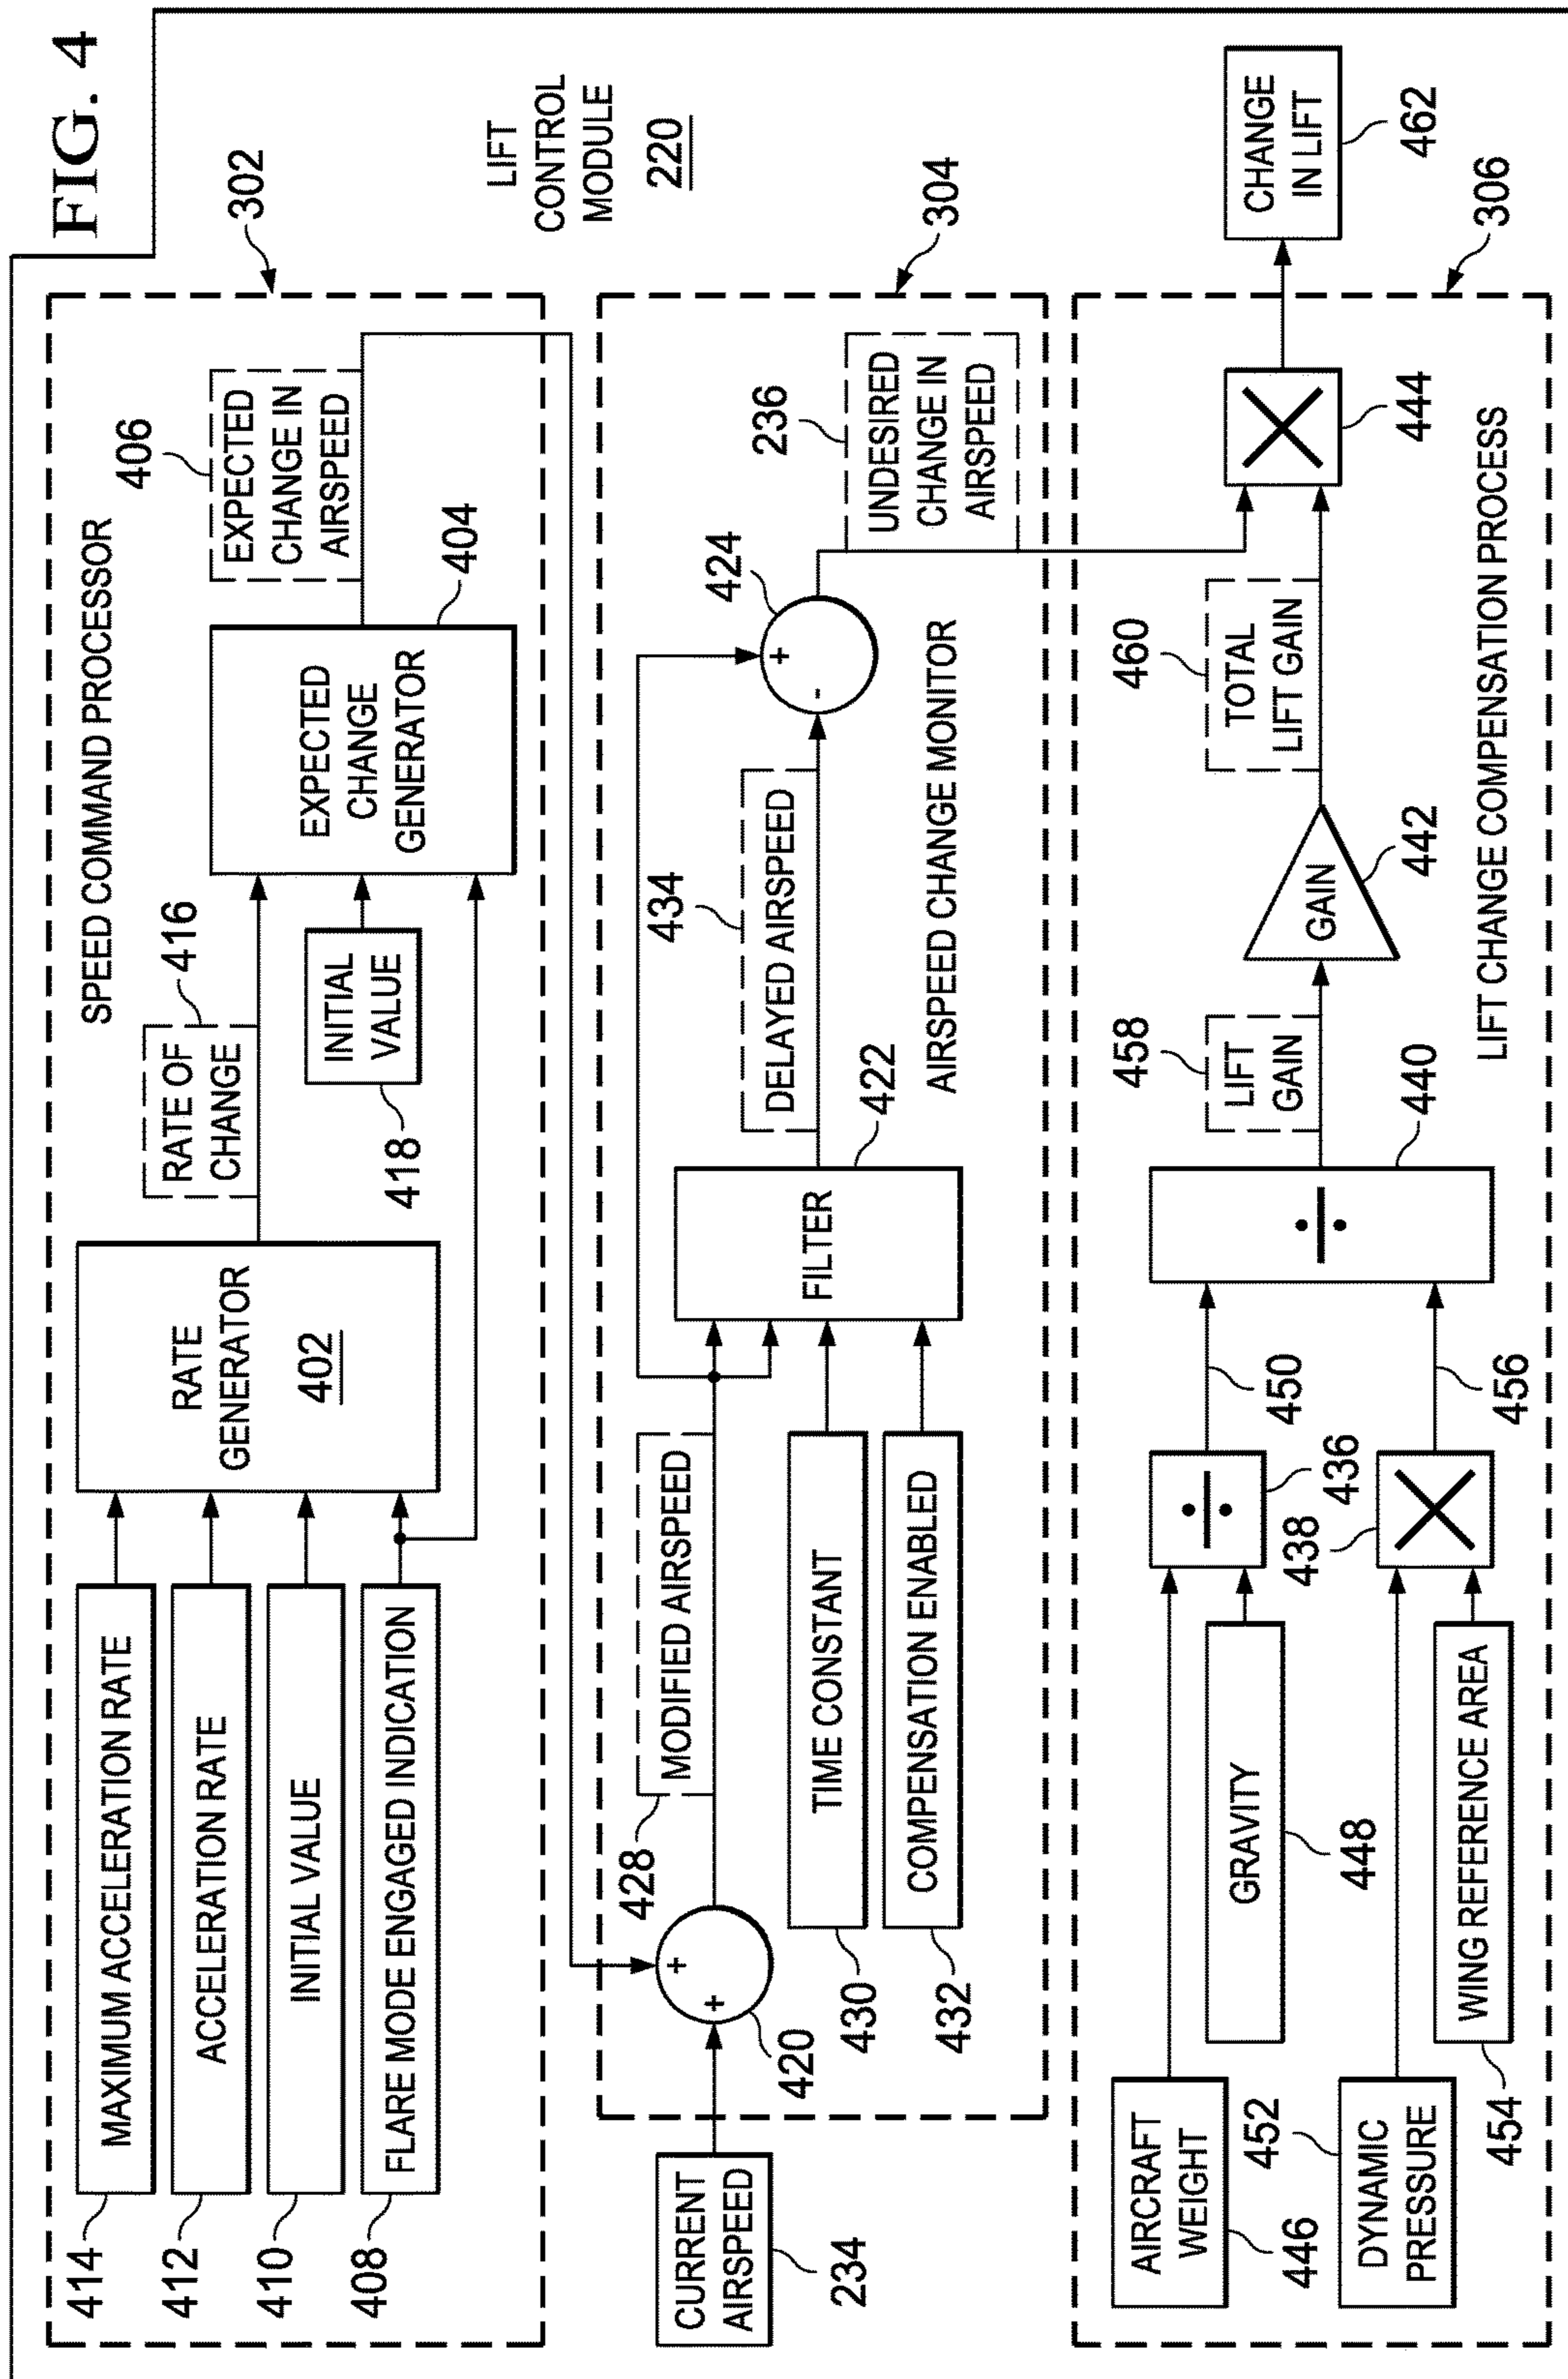 FIG. 4
LIFT
CONTROL
MODULE
220
302
SPEED COMMAND PROCESSOR
414
MAXIMUM ACCELERATION RATE
412
ACCELERATION RATE
410
INITIAL VALUE
408
FLARE MODE ENGAGED INDICATION
RATE
GENERATOR
402
RATE OF
CHANGE
416
INITIAL
VALUE
418
EXPECTED
CHANGE
GENERATOR
404
EXPECTED
CHANGE IN
AIRSPEED
406
304
CURRENT
AIRSPEED
234
+
+
420
428
MODIFIED AIRSPEED
430
TIME CONSTANT
432
COMPENSATION ENABLED
FILTER
422
434
DELAYED AIRSPEED
+
-
424
236
UNDESIRED
CHANGE IN
AIRSPEED
AIRSPEED CHANGE MONITOR
306
AIRCRAFT
WEIGHT
446
GRAVITY
448
452
DYNAMIC
PRESSURE
454
WING REFERENCE AREA
÷
436
438
×
450
456
÷
440
458
LIFT
GAIN
GAIN
442
460
TOTAL
LIFT GAIN
×
444
CHANGE
IN LIFT
462
LIFT CHANGE COMPENSATION PROCESS